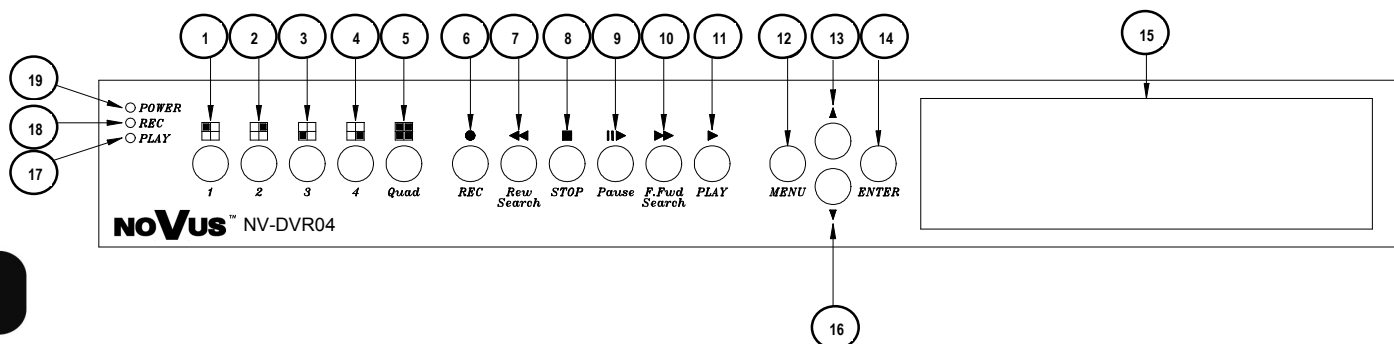 1 2 3 4 5 6 7 8 9 10 11 12 13 14 15
19
18
17
POWER
REC
PLAY
1 2 3 4 Quad REC Rew Search STOP Pause F.Fwd Search PLAY MENU ENTER
NOVUS™ NV-DVR04
16